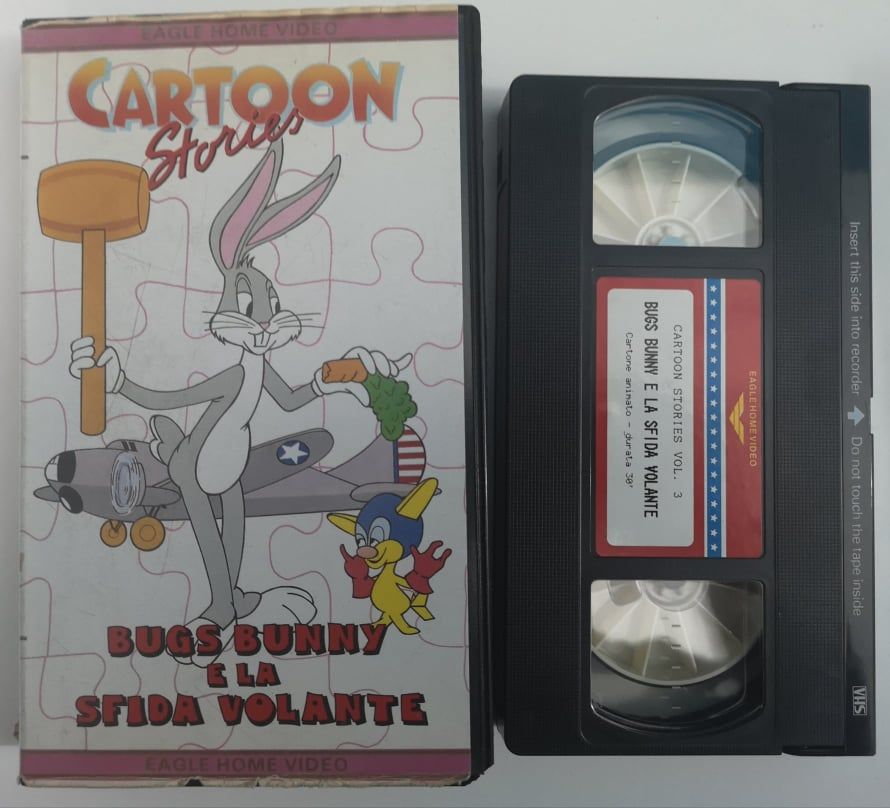 EAGLE HOME VIDEO
CARTOON
Stories
BUGS BUNNY
E LA
SFIDA VOLANTE
EAGLE HOME VIDEO
CARTOON STORIES VOL. 3
BUGS BUNNY E LA SFIDA VOLANTE
Cartone animato - durata 30'
EAGLE HOME VIDEO
Insert this side into recorder Do not touch the tape inside
VHS